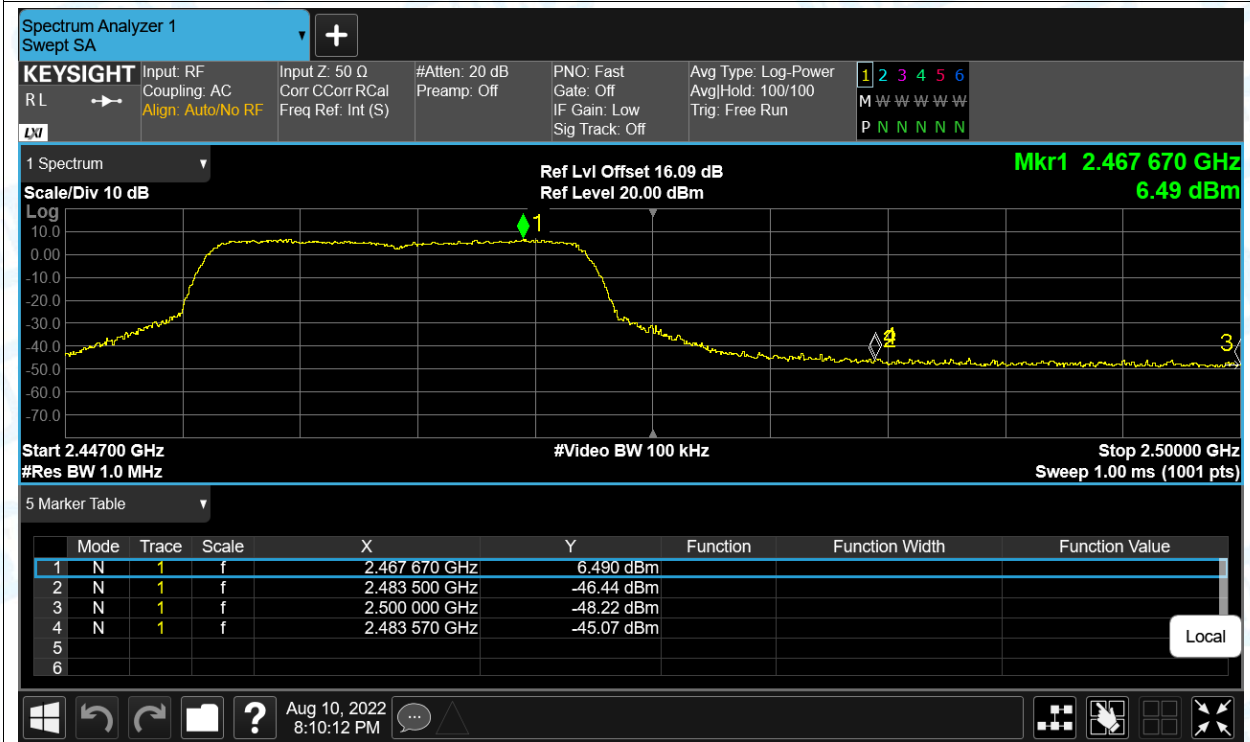 Spectrum Analyzer 1
Swept SA
+
KEYSIGHT
R L
LXI
Input: RF
Coupling: AC
Align: Auto/No RF
Input Z: 50 Ω
Corr CCorr RCal
Freq Ref: Int (S)
#Atten: 20 dB
Preamp: Off
PNO: Fast
Gate: Off
IF Gain: Low
Sig Track: Off
Avg Type: Log-Power
Avg|Hold: 100/100
Trig: Free Run
1 2 3 4 5 6
M W W W W W W
P N N N N N N
1 Spectrum
Scale/Div 10 dB
Ref Lvl Offset 16.09 dB
Ref Level 20.00 dBm
Mkr1 2.467 670 GHz
6.49 dBm
Log
10.0
0.00
-10.0
-20.0
-30.0
-40.0
-50.0
-60.0
-70.0
1
4
2
3
Start 2.44700 GHz
#Res BW 1.0 MHz
#Video BW 100 kHz
Stop 2.50000 GHz
Sweep 1.00 ms (1001 pts)
5 Marker Table
Mode Trace Scale X Y Function Function Width Function Value
1 N 1 f 2.467 670 GHz 6.490 dBm
2 N 1 f 2.483 500 GHz -46.44 dBm
3 N 1 f 2.500 000 GHz -48.22 dBm
4 N 1 f 2.483 570 GHz -45.07 dBm
5
6
Local
?
Aug 10, 2022
8:10:12 PM